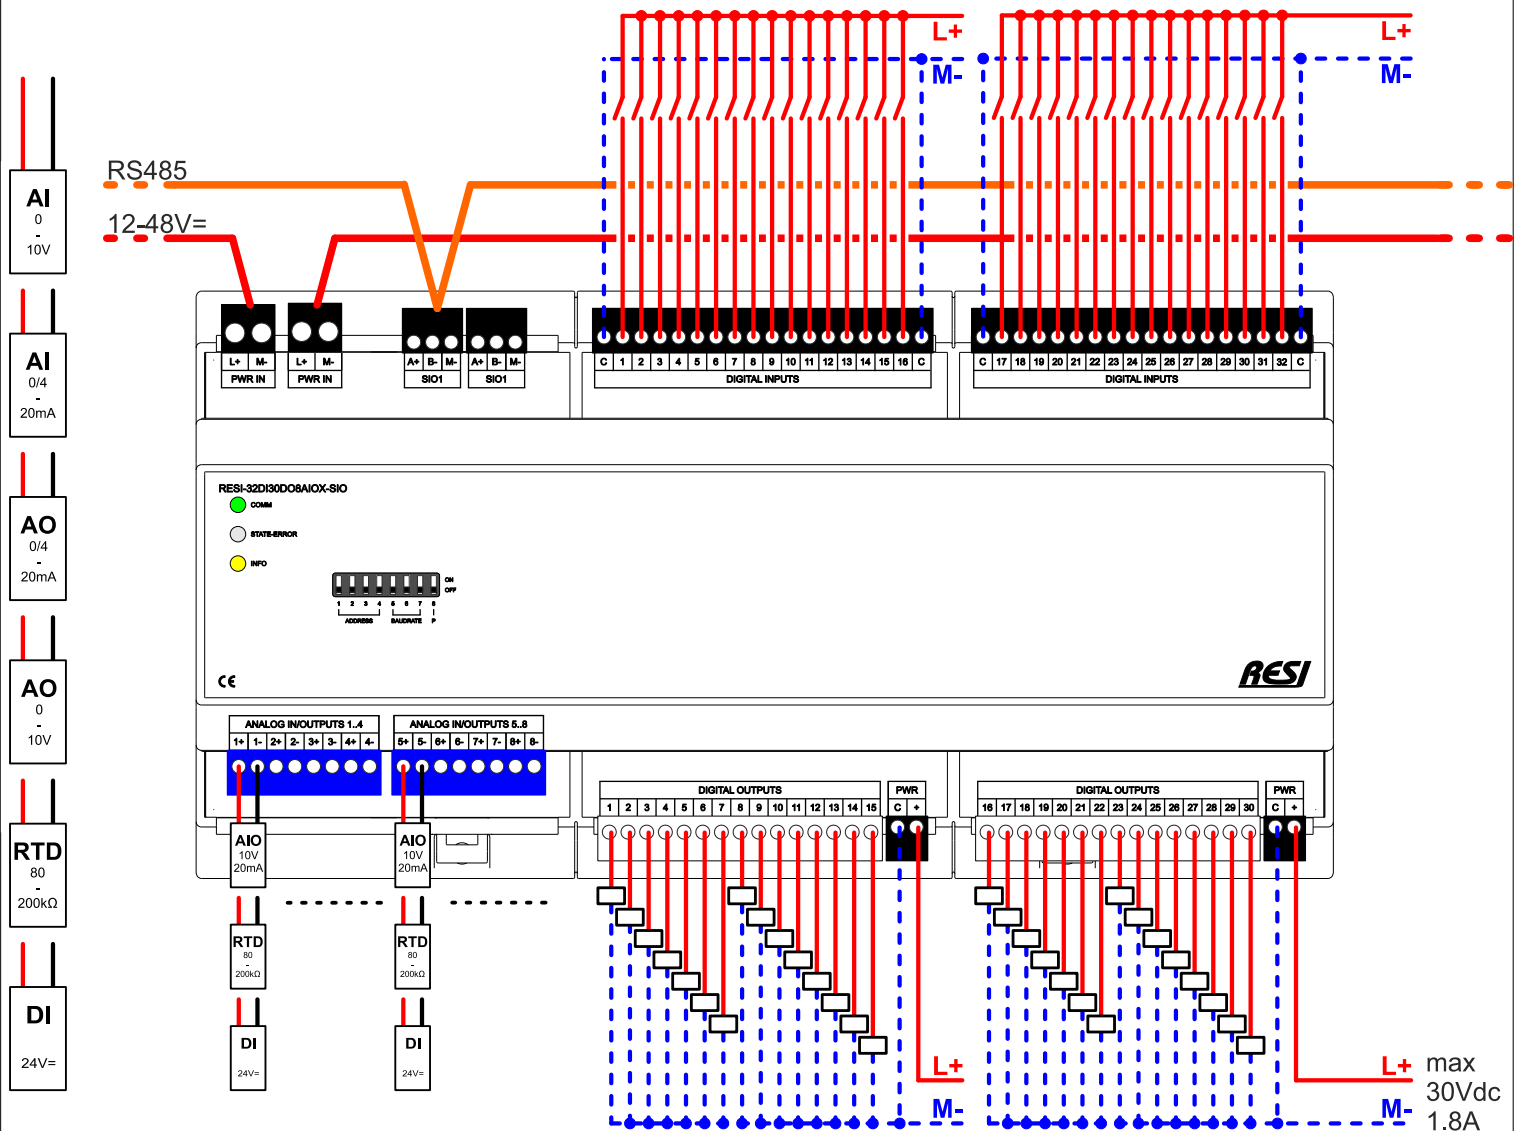 L+
L+
M-
M-
RS485
12-48V=
AI
0
-
10V
AI
0/4
-
20mA
AO
0/4
-
20mA
AO
0
-
10V
RTD
80
-
200kΩ
DI
24V=
L+ M- L+ M- A+ B- M- A+ B- M-
PWR IN PWR IN SIO1 SIO1
C 1 2 3 4 5 6 7 8 9 10 11 12 13 14 15 16 C
DIGITAL INPUTS
C 17 18 19 20 21 22 23 24 25 26 27 28 29 30 31 32 C
DIGITAL INPUTS
RESI-32DI30DO8AIOX-SIO
COMM
STATE-ERROR
INFO
ON
OFF
1 2 3 4 5 6 7 8
ADDRESS BAUDRATE P
CE
RESI
ANALOG IN/OUTPUTS 1..4
1+ 1- 2+ 2- 3+ 3- 4+ 4-
ANALOG IN/OUTPUTS 5..8
5+ 5- 6+ 6- 7+ 7- 8+ 8-
DIGITAL OUTPUTS PWR
1 2 3 4 5 6 7 8 9 10 11 12 13 14 15 C +
DIGITAL OUTPUTS PWR
16 17 18 19 20 21 22 23 24 25 26 27 28 29 30 C +
AIO
10V
20mA
AIO
10V
20mA
RTD
80
-
200kΩ
RTD
80
-
200kΩ
DI
24V=
DI
24V=
L+
M-
L+
M-
max
30Vdc
1.8A